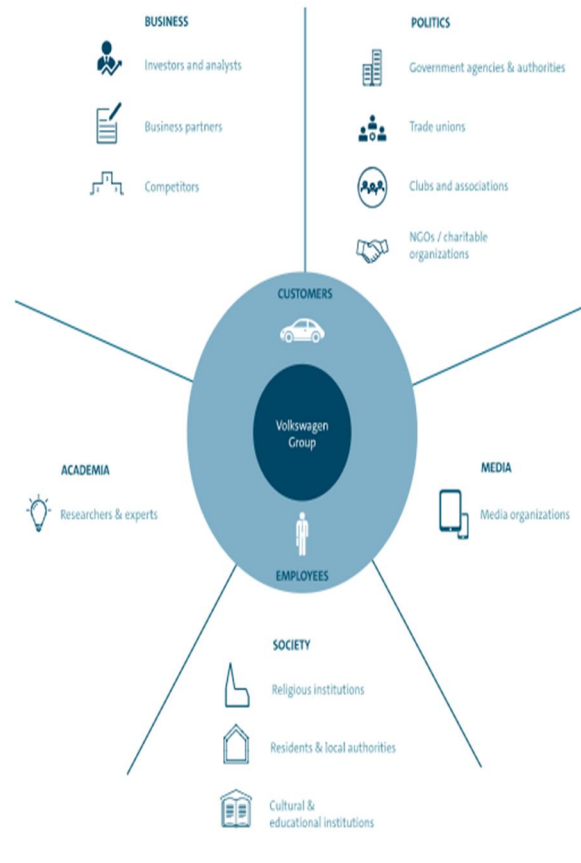 BUSINESS
Investors and analysts
Business partners
Competitors
POLITICS
Government agencies & authorities
Trade unions
Clubs and associations
NGOs / charitable
organizations
CUSTOMERS
Volkswagen
Group
EMPLOYEES
ACADEMIA
Researchers & experts
MEDIA
Media organizations
SOCIETY
Religious institutions
Residents & local authorities
Cultural &
educational institutions